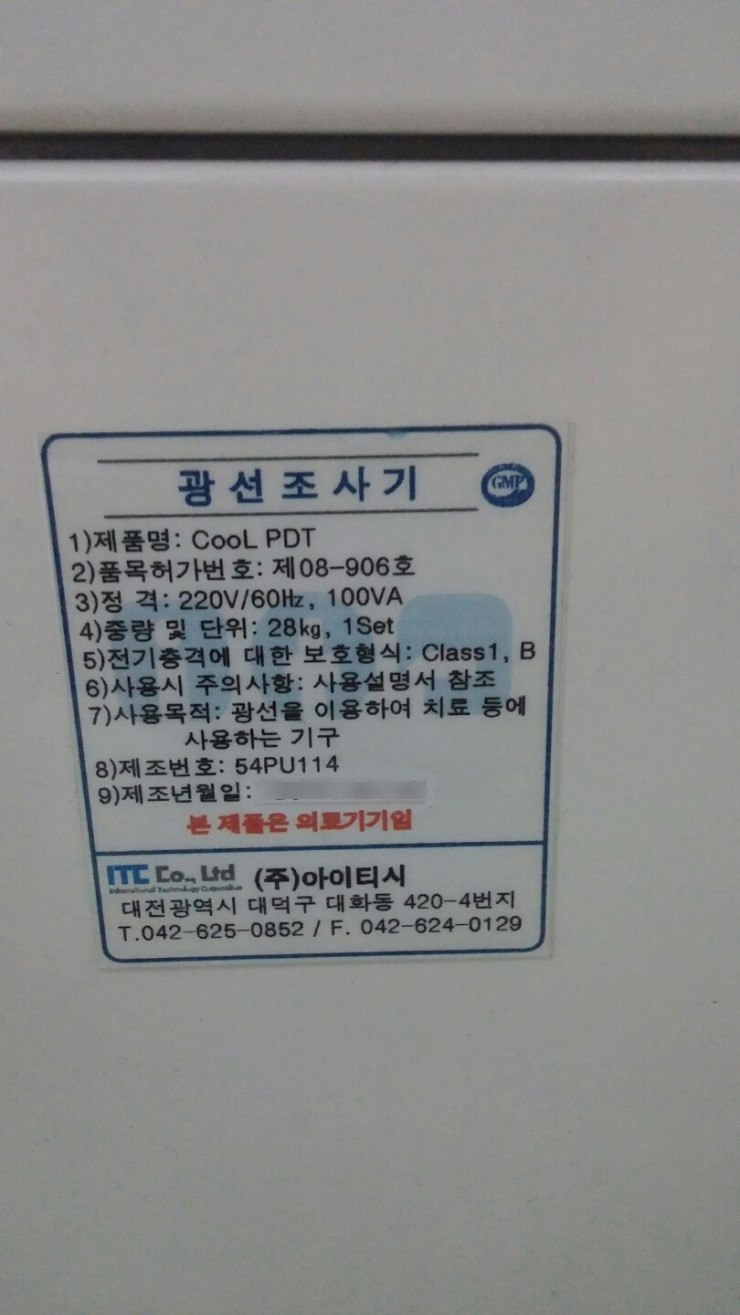 광선조사기
GMP
1)제품명: CooL PDT
2)품목허가번호: 제08-906호
3)정 격: 220V/60Hz, 100VA
4)중량 및 단위: 28kg, 1Set
5)전기충격에 대한 보호형식: Class1, B
6)사용시 주의사항: 사용설명서 참조
7)사용목적: 광선을 이용하여 치료 등에
사용하는 기구
8)제조번호: 54PU114
9)제조년월일:
본 제품은 의료기기임
ITC Co., Ltd (주)아이티시
International Technology Corporation
대전광역시 대덕구 대화동 420-4번지
T.042-625-0852 / F. 042-624-0129